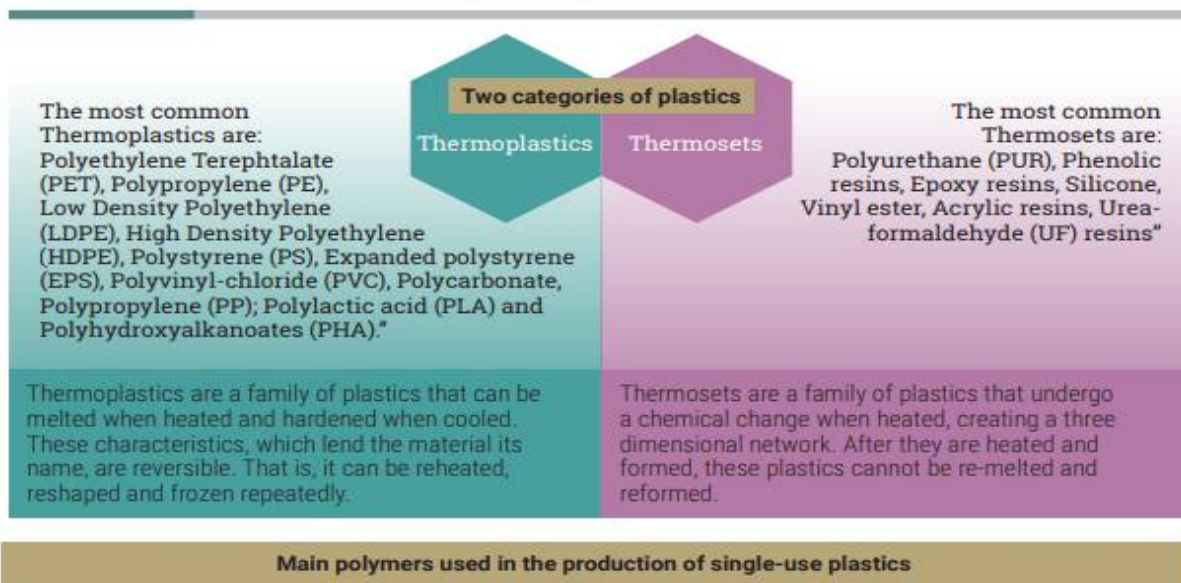 Two categories of plastics
Thermoplastics
Thermosets
The most common
Thermoplastics are:
Polyethylene Terephtalate
(PET), Polypropylene (PE),
Low Density Polyethylene
(LDPE), High Density Polyethylene
(HDPE), Polystyrene (PS), Expanded polystyrene
(EPS), Polyvinyl-chloride (PVC), Polycarbonate,
Polypropylene (PP); Polylactic acid (PLA) and
Polyhydroxyalkanoates (PHA).”
The most common
Thermosets are:
Polyurethane (PUR), Phenolic
resins, Epoxy resins, Silicone,
Vinyl ester, Acrylic resins, Urea-
formaldehyde (UF) resins”
Thermoplastics are a family of plastics that can be
melted when heated and hardened when cooled.
These characteristics, which lend the material its
name, are reversible. That is, it can be reheated,
reshaped and frozen repeatedly.
Thermosets are a family of plastics that undergo
a chemical change when heated, creating a three
dimensional network. After they are heated and
formed, these plastics cannot be re-melted and
reformed.
Main polymers used in the production of single-use plastics